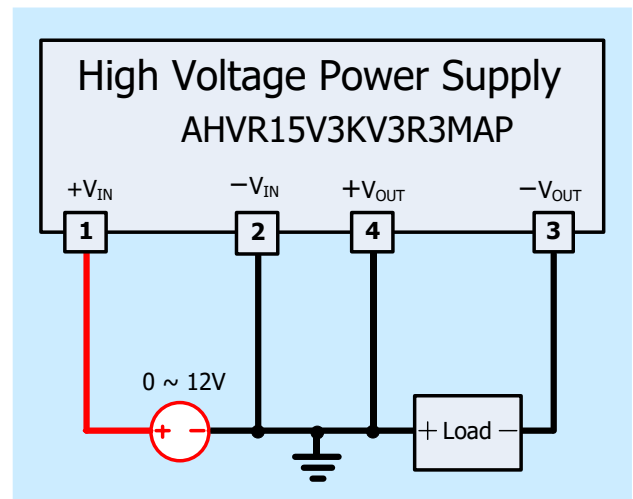 High Voltage Power Supply
AHVR15V3KV3R3MAP
+VIN −VIN +VOUT −VOUT
1 2 4 3
0 ~ 12V
+ − + Load −